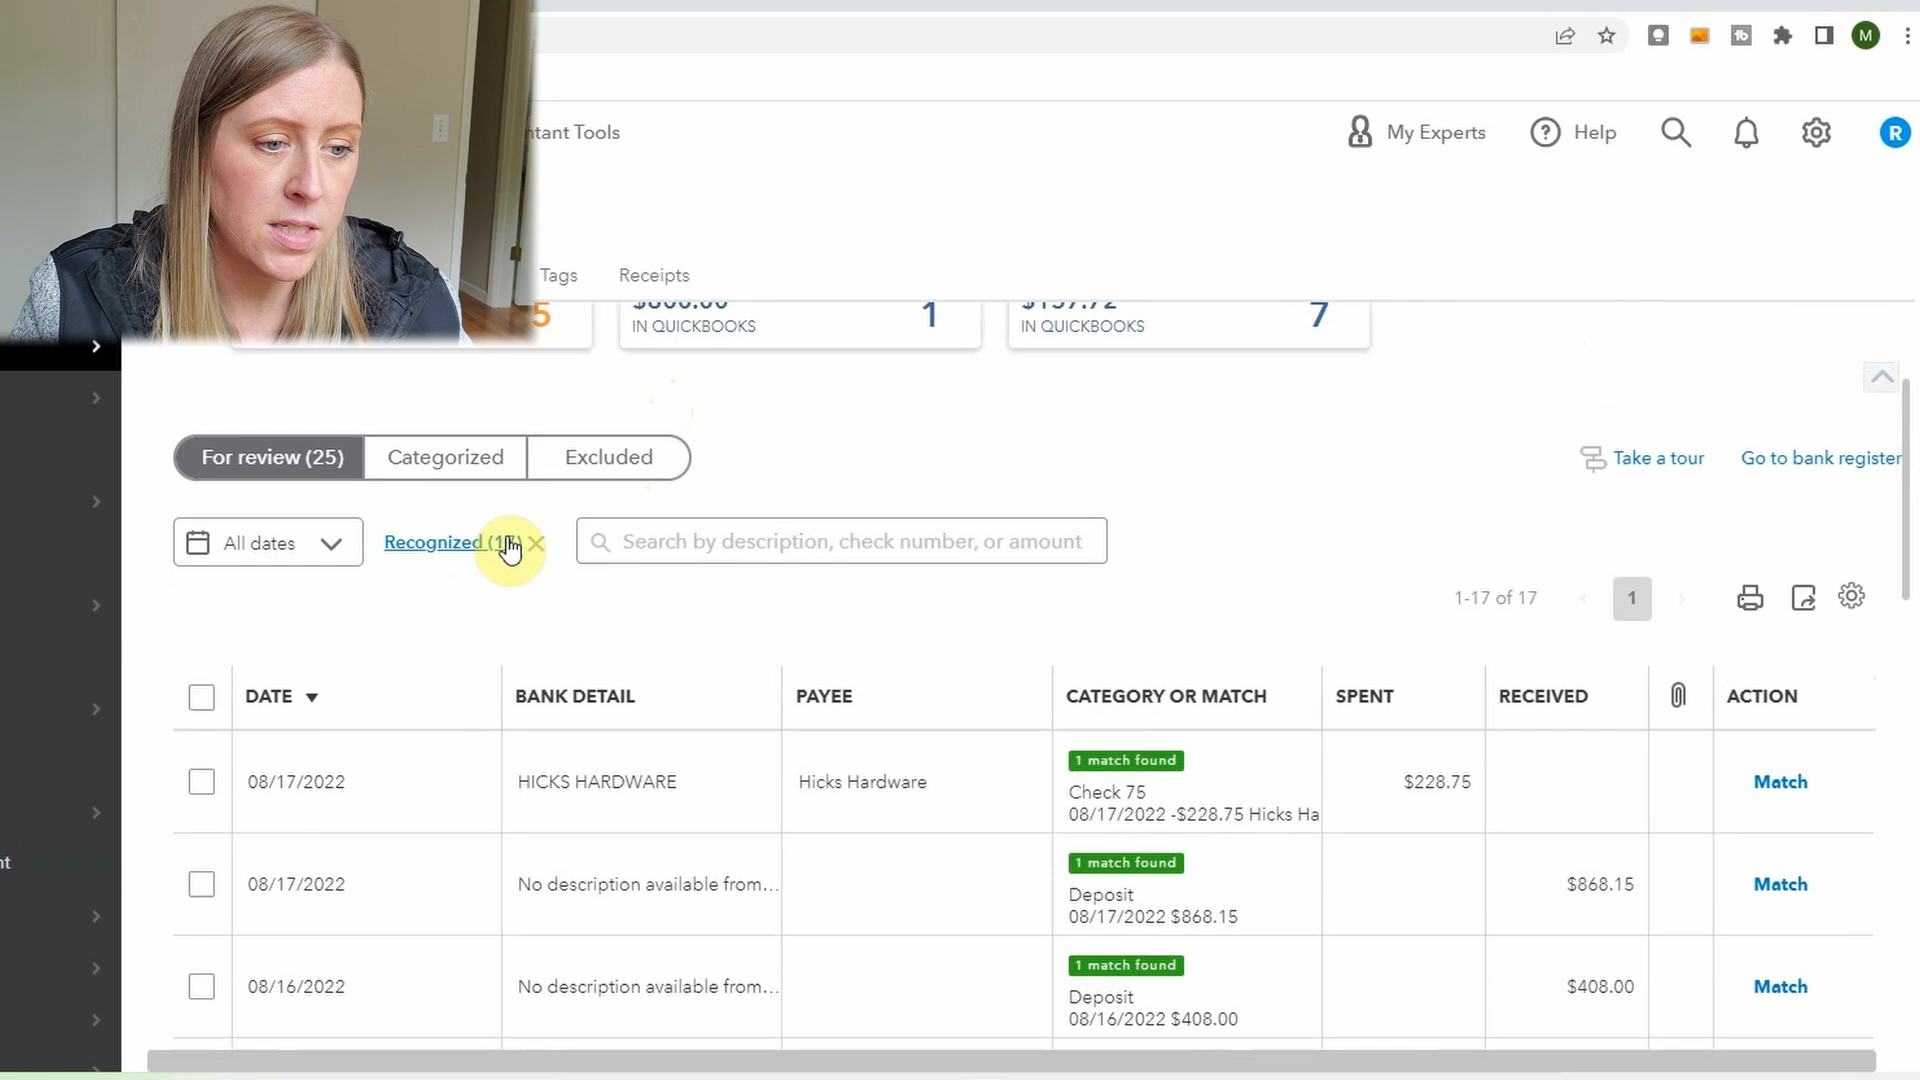 M
ntant Tools
My Experts
Help
R
Tags
Receipts
5
IN QUICKBOOKS
1
IN QUICKBOOKS
7
For review (25)
Categorized
Excluded
Take a tour
Go to bank register
All dates
Recognized
Search by description, check number, or amount
1-17 of 17
1
DATE
BANK DETAIL
PAYEE
CATEGORY OR MATCH
SPENT
RECEIVED
ACTION
08/17/2022
HICKS HARDWARE
Hicks Hardware
1 match found
Check 75
08/17/2022 -$228.75 Hicks Ha
$228.75
Match
08/17/2022
No description available from...
1 match found
Deposit
08/17/2022 $868.15
$868.15
Match
nt
08/16/2022
No description available from...
1 match found
Deposit
08/16/2022 $408.00
$408.00
Match